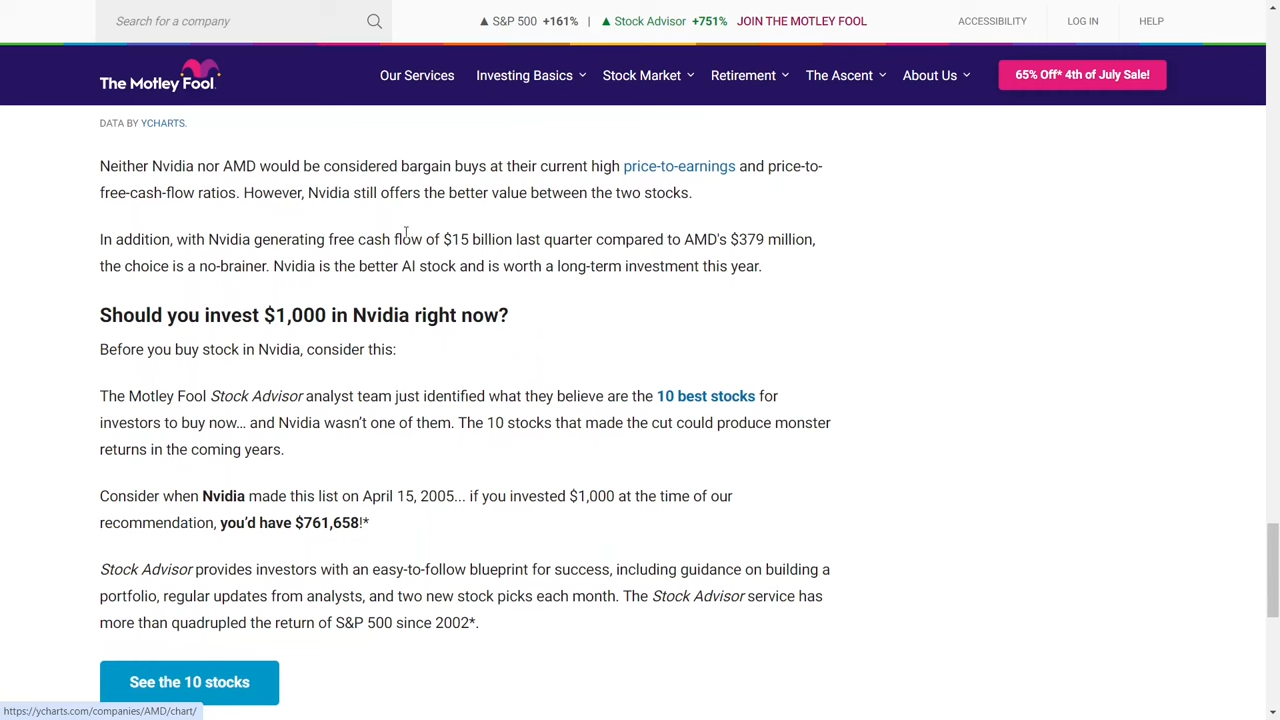 Search for a company
▲ S&P 500 +161% | ▲ Stock Advisor +751% JOIN THE MOTLEY FOOL
ACCESSIBILITY LOG IN HELP
The Motley Fool
Our Services Investing Basics Stock Market Retirement The Ascent About Us 65% Off* 4th of July Sale!
DATA BY YCHARTS.
Neither Nvidia nor AMD would be considered bargain buys at their current high price-to-earnings and price-to-
free-cash-flow ratios. However, Nvidia still offers the better value between the two stocks.
In addition, with Nvidia generating free cash flow of $15 billion last quarter compared to AMD's $379 million,
the choice is a no-brainer. Nvidia is the better AI stock and is worth a long-term investment this year.
Should you invest $1,000 in Nvidia right now?
Before you buy stock in Nvidia, consider this:
The Motley Fool Stock Advisor analyst team just identified what they believe are the 10 best stocks for
investors to buy now… and Nvidia wasn’t one of them. The 10 stocks that made the cut could produce monster
returns in the coming years.
Consider when Nvidia made this list on April 15, 2005... if you invested $1,000 at the time of our
recommendation, you’d have $761,658!*
Stock Advisor provides investors with an easy-to-follow blueprint for success, including guidance on building a
portfolio, regular updates from analysts, and two new stock picks each month. The Stock Advisor service has
more than quadrupled the return of S&P 500 since 2002*.
See the 10 stocks
https://ycharts.com/companies/AMD/chart/